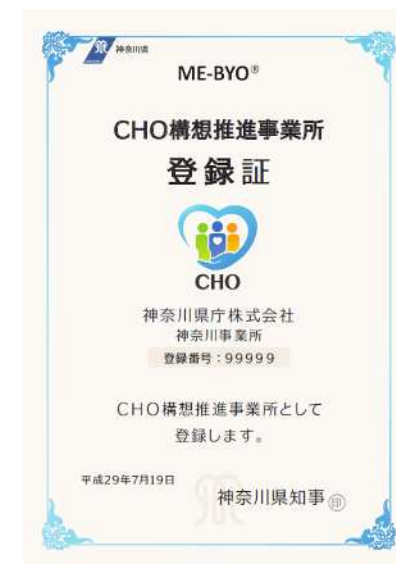 神奈川県
ME-BYO®
CHO構想推進事業所
登録証
CHO
神奈川県庁株式会社
神奈川事業所
登録番号：99999
CHO構想推進事業所として
登録します。
平成29年7月19日
神奈川県知事 ㊞